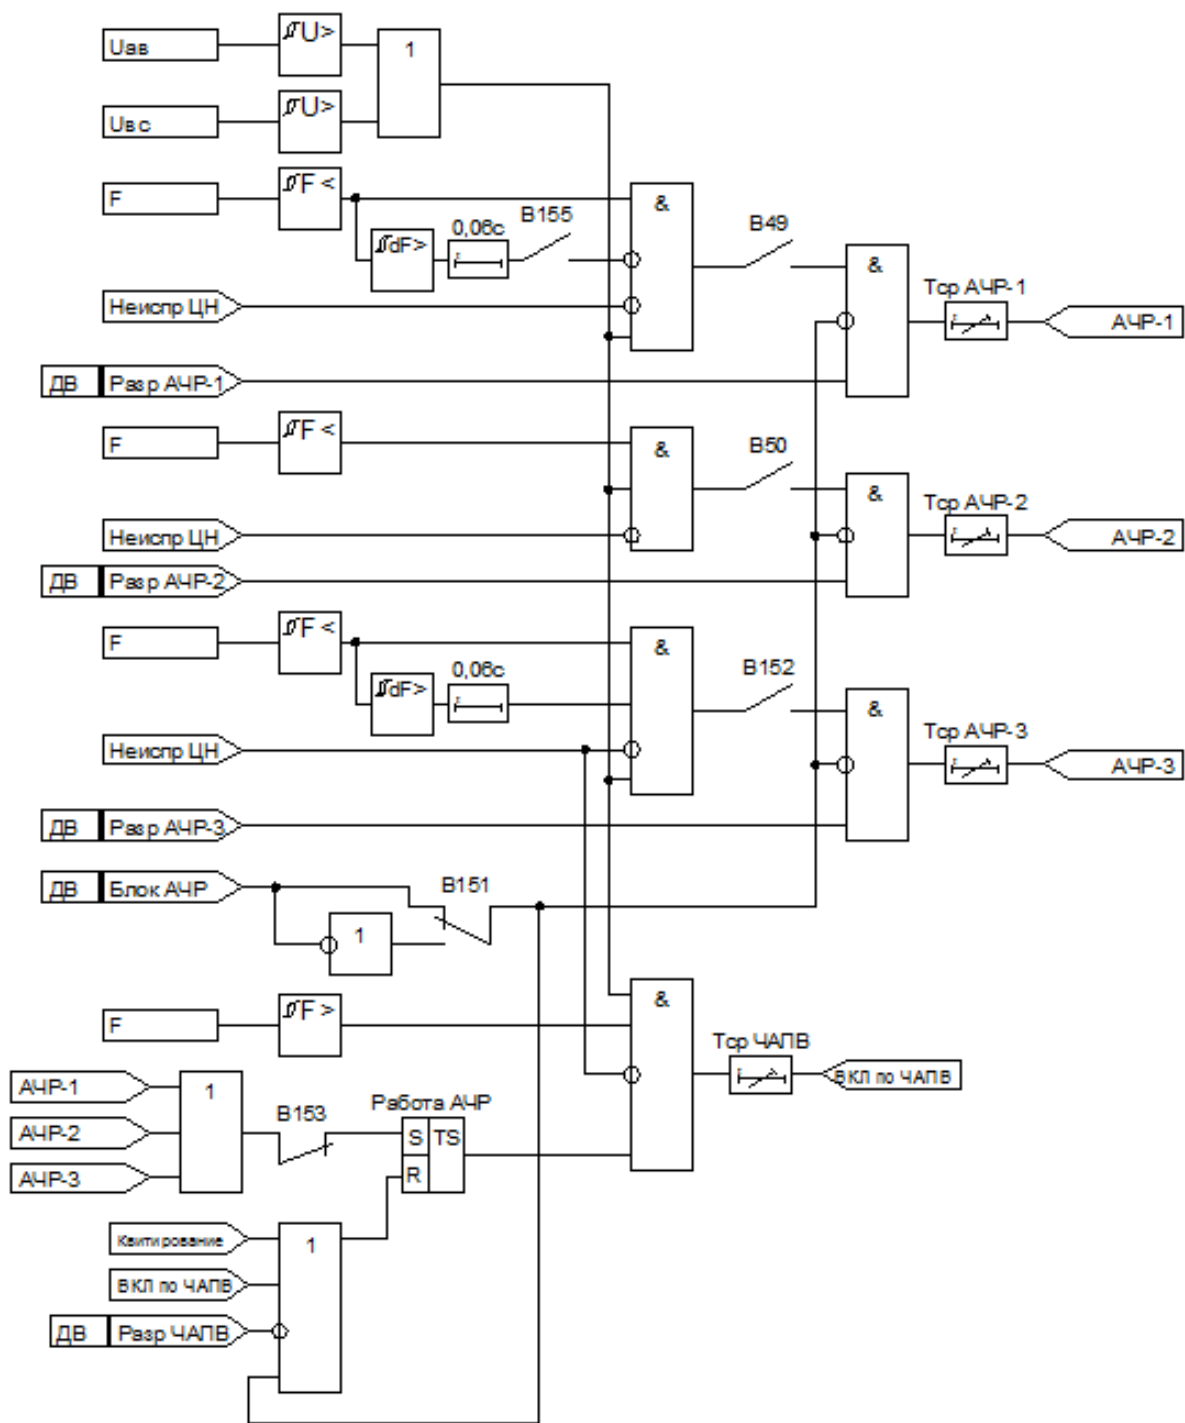 Uав
U>
1
Uвс
U>
F
F <
&
B155
0,06с
dF>
B49
&
Неиспр ЦН
Тср АЧР-1
АЧР-1
ДВ Разр АЧР-1
F
F <
&
B50
&
Тср АЧР-2
Неиспр ЦН
АЧР-2
ДВ Разр АЧР-2
F
F <
&
0,06с
dF>
B152
&
Неиспр ЦН
Тср АЧР-3
АЧР-3
ДВ Разр АЧР-3
ДВ Блок АЧР
B151
1
F
F >
&
Тср ЧАПВ
ВКЛ по ЧАПВ
АЧР-1
1
АЧР-2
B153
Работа АЧР
S TS
R
АЧР-3
Квитирование
1
ВКЛ по ЧАПВ
ДВ Разр ЧАПВ